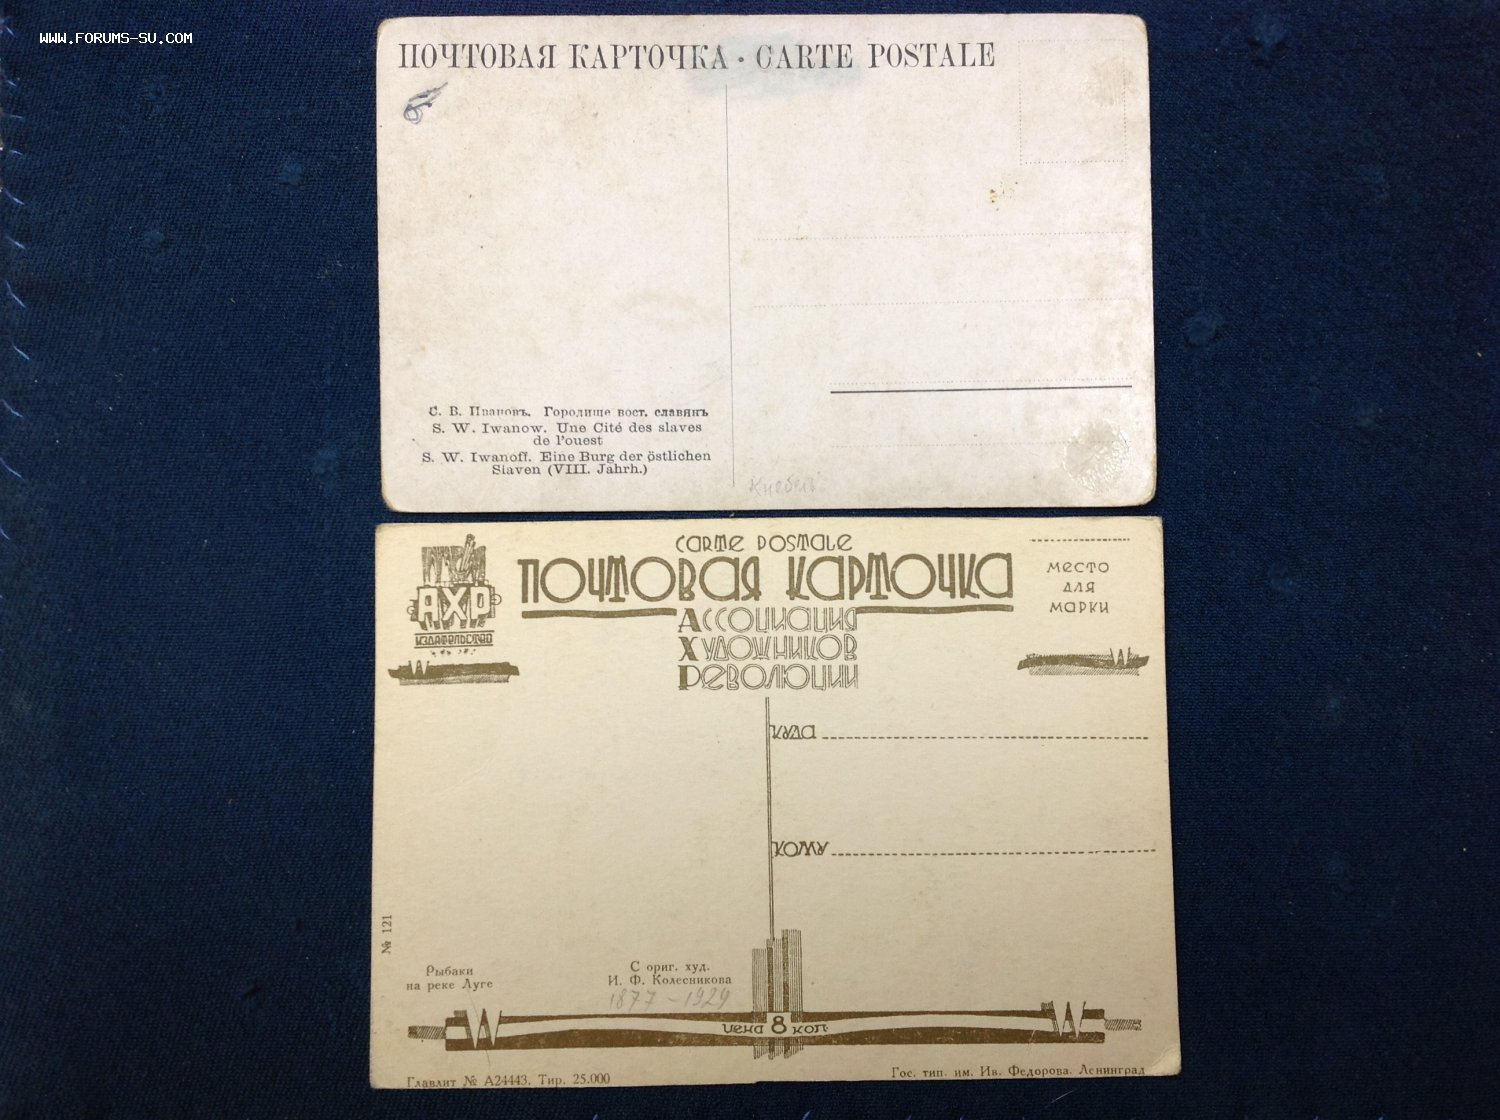 WWW.FORUMS-SU.COM
ПОЧТОВАЯ КАРТОЧКА · CARTE POSTALE
С. В. Ивановъ. Городище вост. славянъ
S. W. Iwanow. Une Cité des slaves
de l'ouest
S. W. Iwanoff. Eine Burg der östlichen
Slaven (VIII. Jahrh.)
Кнебель
CARTE POSTALE
ПОЧТОВАЯ КАРТОЧКА
АССОЦИАЦИЯ
ХУДОЖНИКОВ
РЕВОЛЮЦИИ
АХР
ИЗДАТЕЛЬСТВО
МЕСТО
ДЛЯ
МАРКИ
КУДА
КОМУ
№ 121
Рыбаки
на реке Луге
С ориг. худ.
И. Ф. Колесникова
1877 - 1929
цена 8 коп.
Главлит № А24443. Тир. 25.000
Гос. тип. им. Ив. Федорова. Ленинград